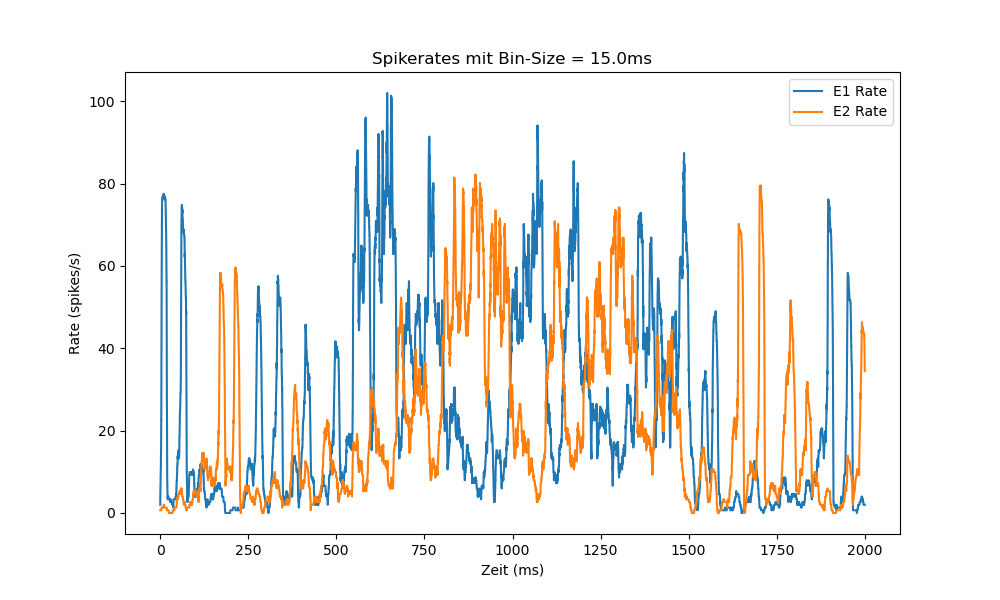 Spikerates mit Bin-Size = 15.0ms
E1 Rate
E2 Rate
100
80
60
40
20
0
Rate (spikes/s)
0 250 500 750 1000 1250 1500 1750 2000
Zeit (ms)